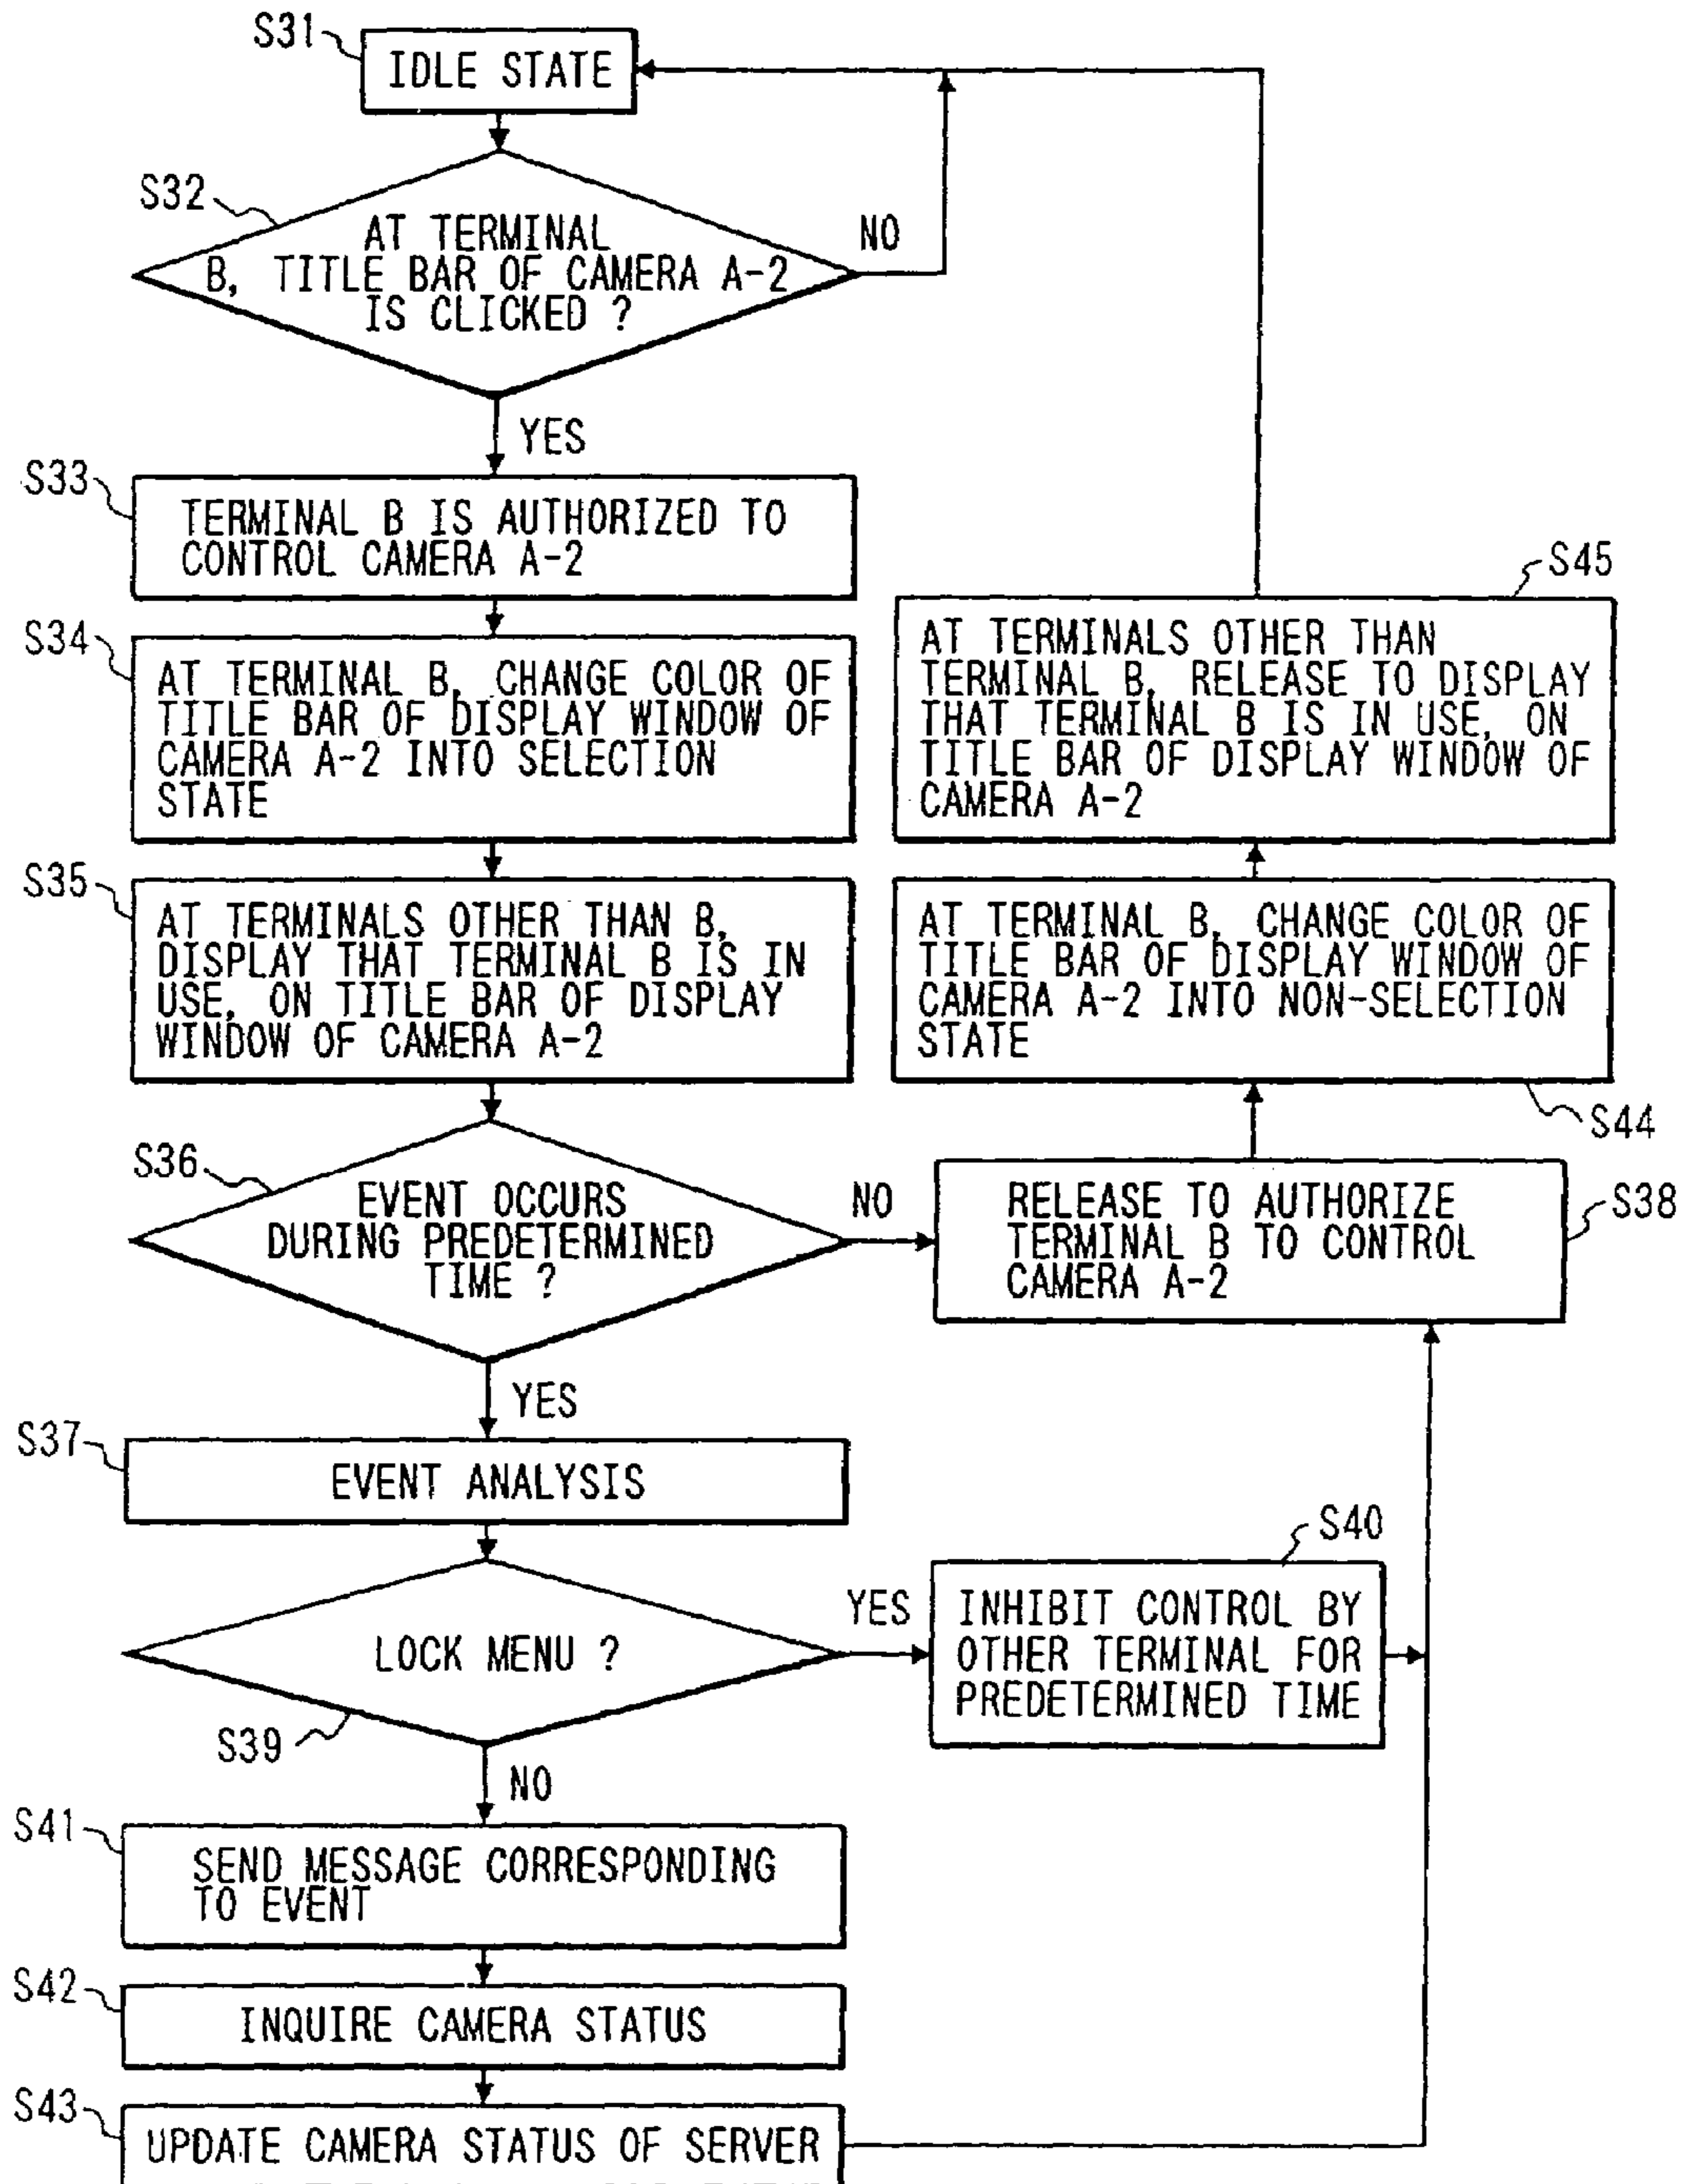 S31
IDLE STATE
S32
AT TERMINAL
B, TITLE BAR OF CAMERA A-2
IS CLICKED ?
NO
YES
S33
TERMINAL B IS AUTHORIZED TO
CONTROL CAMERA A-2
S34
AT TERMINAL B, CHANGE COLOR OF
TITLE BAR OF DISPLAY WINDOW OF
CAMERA A-2 INTO SELECTION
STATE
S35
AT TERMINALS OTHER THAN B,
DISPLAY THAT TERMINAL B IS IN
USE, ON TITLE BAR OF DISPLAY
WINDOW OF CAMERA A-2
S36
EVENT OCCURS
DURING PREDETERMINED
TIME ?
NO
YES
S37
EVENT ANALYSIS
LOCK MENU ?
S39
YES
NO
S40
INHIBIT CONTROL BY
OTHER TERMINAL FOR
PREDETERMINED TIME
S41
SEND MESSAGE CORRESPONDING
TO EVENT
S42
INQUIRE CAMERA STATUS
S43
UPDATE CAMERA STATUS OF SERVER
S38
RELEASE TO AUTHORIZE
TERMINAL B TO CONTROL
CAMERA A-2
S44
AT TERMINAL B, CHANGE COLOR OF
TITLE BAR OF DISPLAY WINDOW OF
CAMERA A-2 INTO NON-SELECTION
STATE
S45
AT TERMINALS OTHER THAN
TERMINAL B, RELEASE TO DISPLAY
THAT TERMINAL B IS IN USE, ON
TITLE BAR OF DISPLAY WINDOW OF
CAMERA A-2